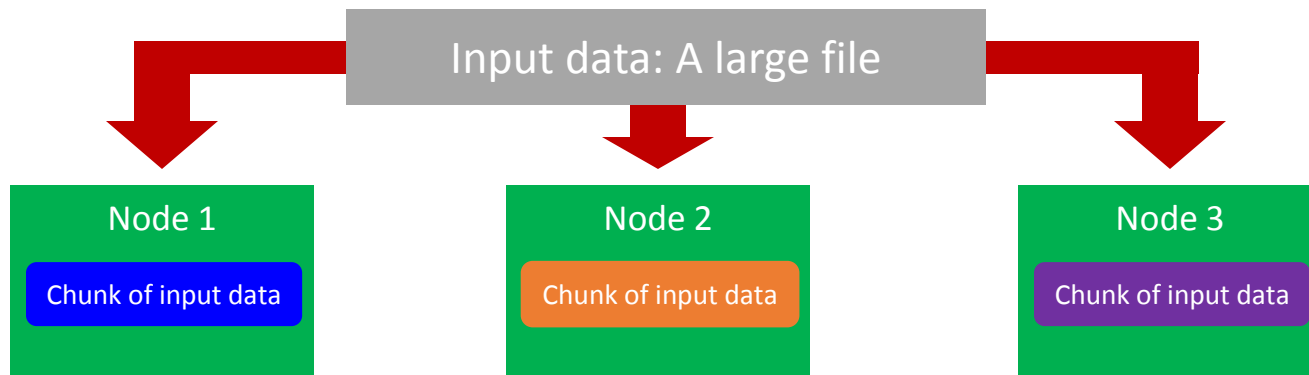 Input data: A large file
Node 1
Chunk of input data
Node 2
Chunk of input data
Node 3
Chunk of input data